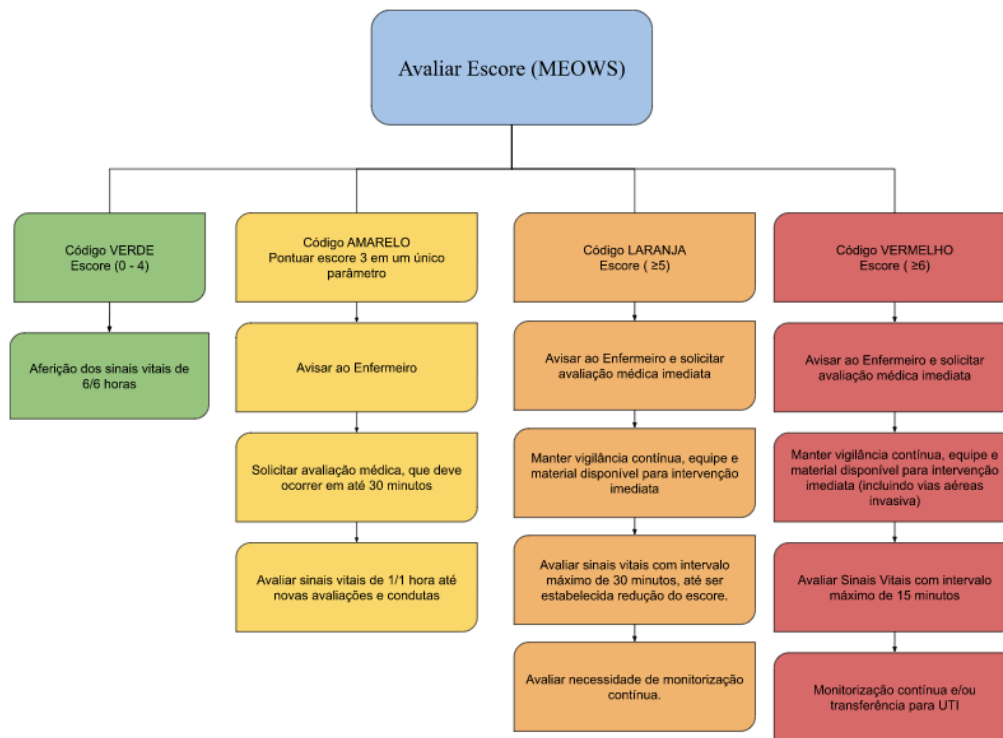 Avaliar Escore (MEOWS)
Código VERDE
Escore (0 - 4)
Aferição dos sinais vitais de
6/6 horas
Código AMARELO
Pontuar escore 3 em um único
parâmetro
Avisar ao Enfermeiro
Solicitar avaliação médica, que deve
ocorrer em até 30 minutos
Avaliar sinais vitais de 1/1 hora até
novas avaliações e condutas
Código LARANJA
Escore ( ≥5)
Avisar ao Enfermeiro e solicitar
avaliação médica imediata
Manter vigilância contínua, equipe e
material disponível para intervenção
imediata
Avaliar sinais vitais com intervalo
máximo de 30 minutos, até ser
estabelecida redução do escore.
Avaliar necessidade de monitorização
contínua.
Código VERMELHO
Escore ( ≥6)
Avisar ao Enfermeiro e solicitar
avaliação médica imediata
Manter vigilância contínua, equipe e
material disponível para intervenção
imediata (incluindo vias aéreas
invasiva)
Avaliar Sinais Vitais com intervalo
máximo de 15 minutos
Monitorização contínua e/ou
transferência para UTI